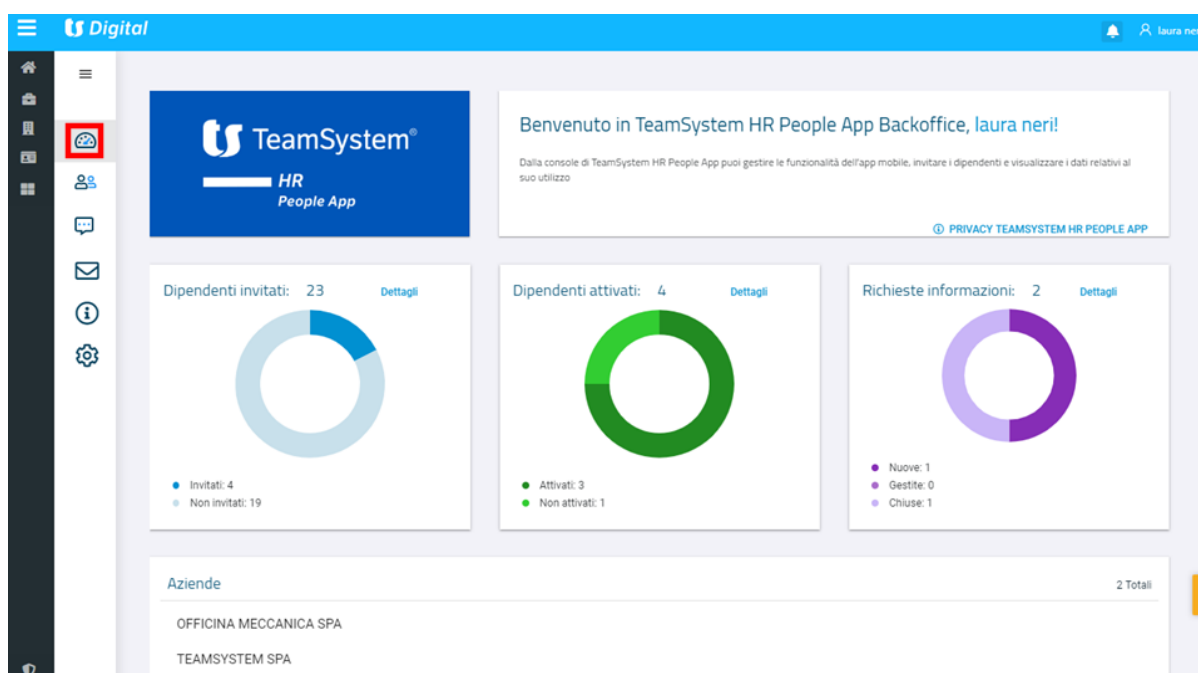 ts Digital
laura ner
ts TeamSystem®
HR
People App
Benvenuto in TeamSystem HR People App Backoffice, laura neri!
Dalla console di TeamSystem HR People App puoi gestire le funzionalità dell'app mobile, invitare i dipendenti e visualizzare i dati relativi al
suo utilizzo
PRIVACY TEAMSYSTEM HR PEOPLE APP
Dipendenti invitati: 23 Dettagli
Invitati: 4
Non invitati: 19
Dipendenti attivati: 4 Dettagli
Attivati: 3
Non attivati: 1
Richieste informazioni: 2 Dettagli
Nuove: 1
Gestite: 0
Chiuse: 1
Aziende 2 Totali
OFFICINA MECCANICA SPA
TEAMSYSTEM SPA